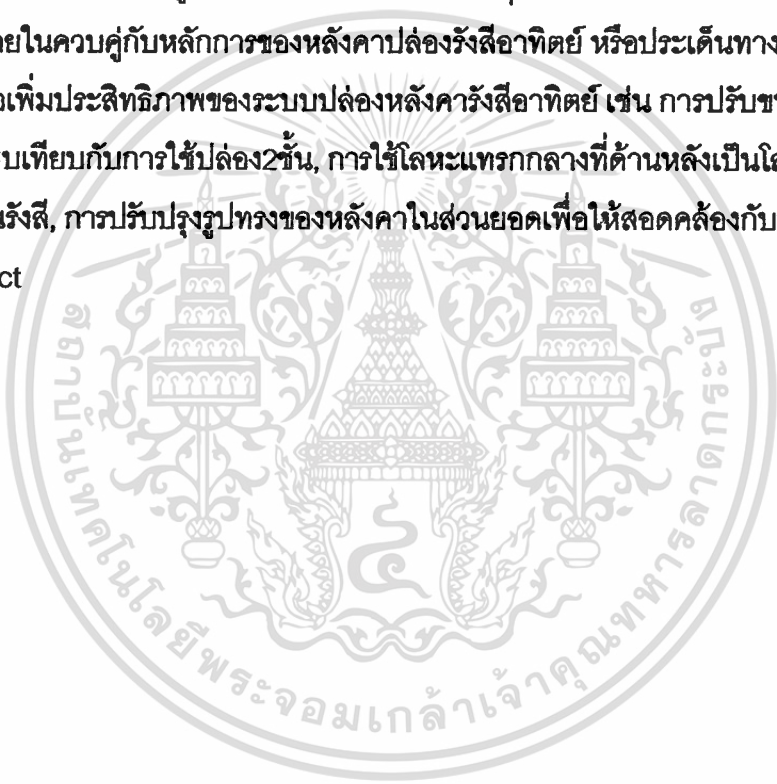 ายในควบคู่กับหลักการของหลังคาปล่องรังสีอาทิตย์ หรือประเด็นทาง
อเพิ่มประสิทธิภาพของระบบปล่องหลังคารังสีอาทิตย์ เช่น การปรับข
บเทียบกับการใช้ปล่อง2ชั้น, การใช้โลหะแทรกกลางที่ด้านหลังเป็นโล
นรังสี, การปรับปรุงรูปทรงของหลังคาในส่วนยอดเพื่อให้สอดคล้องกับ
ct
สถาบันเทคโนโลยีพระจอมเกล้าเจ้าคุณทหารลาดกระบัง